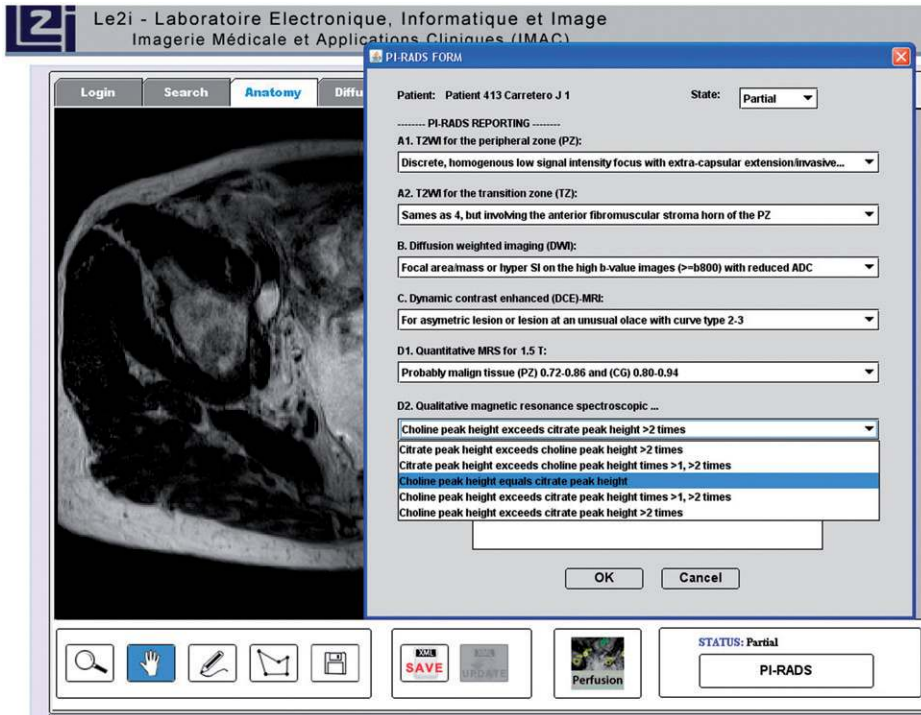 Le2i - Laboratoire Electronique, Informatique et Image
Imagerie Médicale et Applications Cliniques (IMAC)
PI-RADS FORM
Login Search Anatomy Diffu
Patient: Patient 413 Carretero J 1 State: Partial
-------- PI-RADS REPORTING --------
A1. T2WI for the peripheral zone (PZ):
Discrete, homogenous low signal intensity focus with extra-capsular extension/invasive...
A2. T2WI for the transition zone (TZ):
Sames as 4, but involving the anterior fibromuscular stroma horn of the PZ
B. Diffusion weighted imaging (DWI):
Focal area/mass or hyper SI on the high b-value images (>=b800) with reduced ADC
C. Dynamic contrast enhanced (DCE)-MRI:
For asymetric lesion or lesion at an unusual olace with curve type 2-3
D1. Quantitative MRS for 1.5 T:
Probably malign tissue (PZ) 0.72-0.86 and (CG) 0.80-0.94
D2. Qualitative magnetic resonance spectroscopic ...
Choline peak height exceeds citrate peak height >2 times
Citrate peak height exceeds choline peak height >2 times
Citrate peak height exceeds choline peak height times >1, >2 times
Choline peak height equals citrate peak height
Choline peak height exceeds citrate peak height times >1, >2 times
Choline peak height exceeds citrate peak height >2 times
OK Cancel
XML
SAVE
XML
UPDATE
Perfusion
STATUS: Partial
PI-RADS